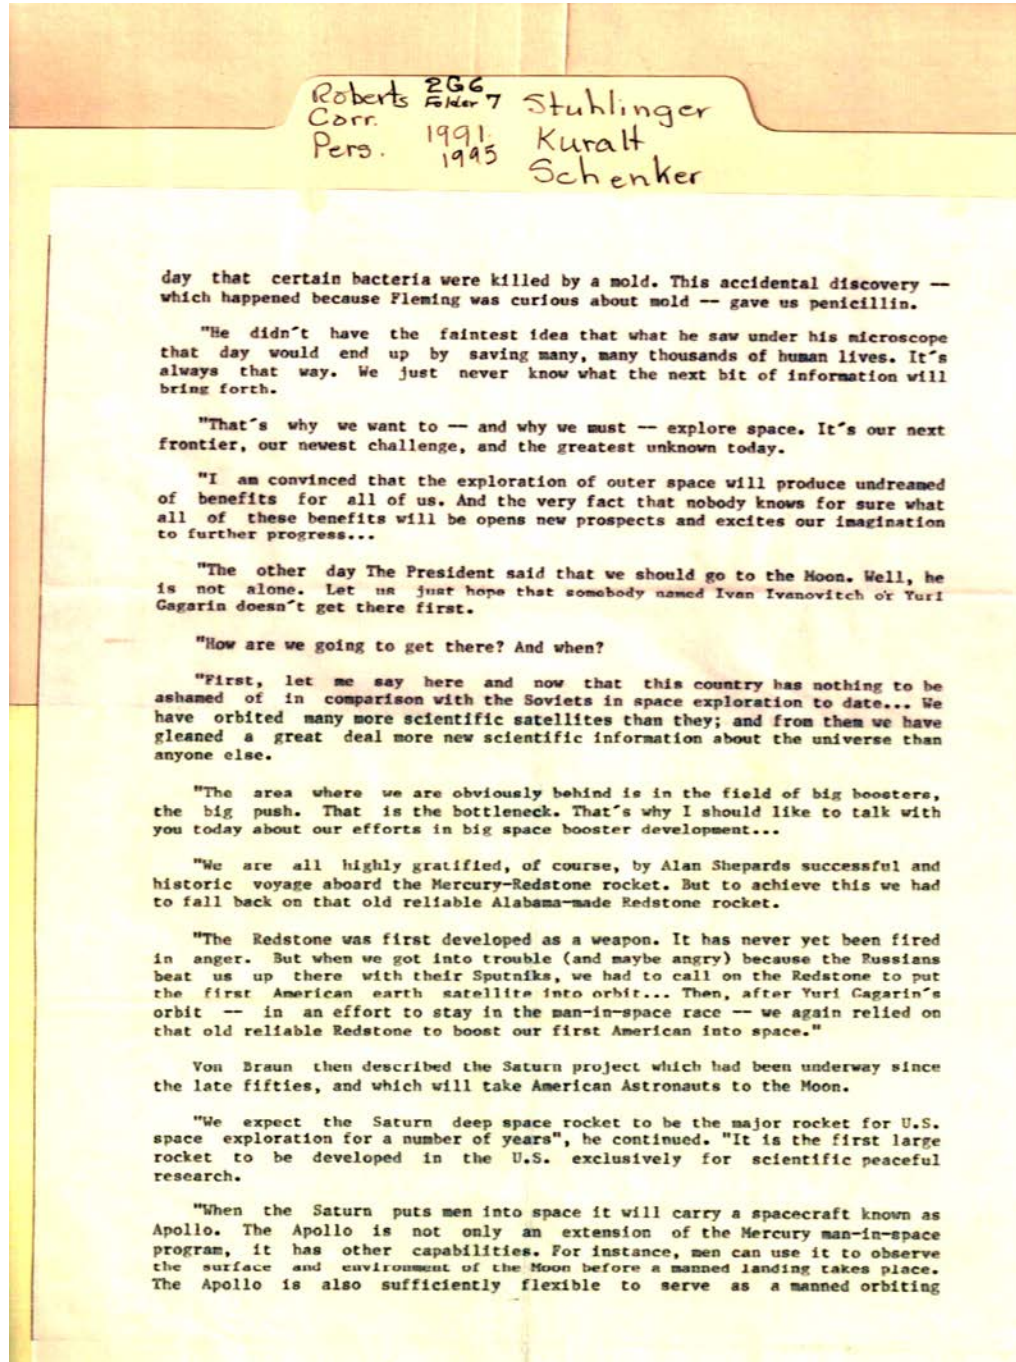 Roberts 2G6 Stuhlinger
Corr. Folder 7 Kuralt
Pers. 1991 Schenker
1995
day that certain bacteria were killed by a mold. This accidental discovery --
which happened because Fleming was curious about mold -- gave us penicillin.
"He didn't have the faintest idea that what he saw under his microscope
that day would end up by saving many, many thousands of human lives. It's
always that way. We just never know what the next bit of information will
bring forth.
"That's why we want to -- and why we must -- explore space. It's our next
frontier, our newest challenge, and the greatest unknown today.
"I am convinced that the exploration of outer space will produce undreamed
of benefits for all of us. And the very fact that nobody knows for sure what
all of these benefits will be opens new prospects and excites our imagination
to further progress...
"The other day The President said that we should go to the Moon. Well, he
is not alone. Let us just hope that somebody named Ivan Ivanovitch or Yuri
Gagarin doesn't get there first.
"How are we going to get there? And when?
"First, let me say here and now that this country has nothing to be
ashamed of in comparison with the Soviets in space exploration to date... We
have orbited many more scientific satellites than they; and from them we have
gleaned a great deal more new scientific information about the universe than
anyone else.
"The area where we are obviously behind is in the field of big boosters,
the big push. That is the bottleneck. That's why I should like to talk with
you today about our efforts in big space booster development...
"We are all highly gratified, of course, by Alan Shepards successful and
historic voyage aboard the Mercury-Redstone rocket. But to achieve this we had
to fall back on that old reliable Alabama-made Redstone rocket.
"The Redstone was first developed as a weapon. It has never yet been fired
in anger. But when we got into trouble (and maybe angry) because the Russians
beat us up there with their Sputniks, we had to call on the Redstone to put
the first American earth satellite into orbit... Then, after Yuri Gagarin's
orbit -- in an effort to stay in the man-in-space race -- we again relied on
that old reliable Redstone to boost our first American into space."
Von Braun then described the Saturn project which had been underway since
the late fifties, and which will take American Astronauts to the Moon.
"We expect the Saturn deep space rocket to be the major rocket for U.S.
space exploration for a number of years", he continued. "It is the first large
rocket to be developed in the U.S. exclusively for scientific peaceful
research.
"When the Saturn puts men into space it will carry a spacecraft known as
Apollo. The Apollo is not only an extension of the Mercury man-in-space
program, it has other capabilities. For instance, men can use it to observe
the surface and environment of the Moon before a manned landing takes place.
The Apollo is also sufficiently flexible to serve as a manned orbiting